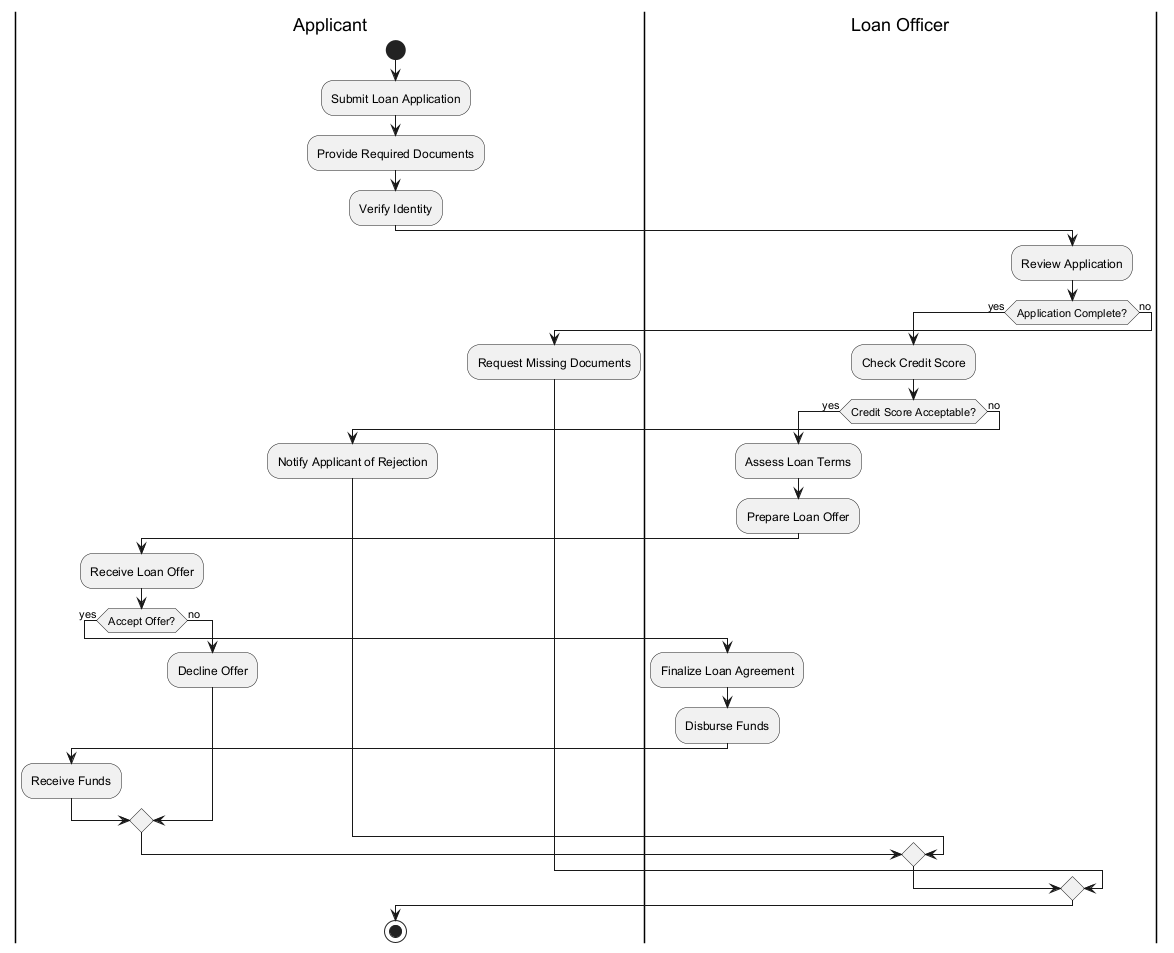 Applicant
Loan Officer
Submit Loan Application
Provide Required Documents
Verify Identity
Review Application
yes
Application Complete?
no
Request Missing Documents
Check Credit Score
yes
Credit Score Acceptable?
no
Notify Applicant of Rejection
Assess Loan Terms
Prepare Loan Offer
Receive Loan Offer
yes
Accept Offer?
no
Decline Offer
Finalize Loan Agreement
Disburse Funds
Receive Funds